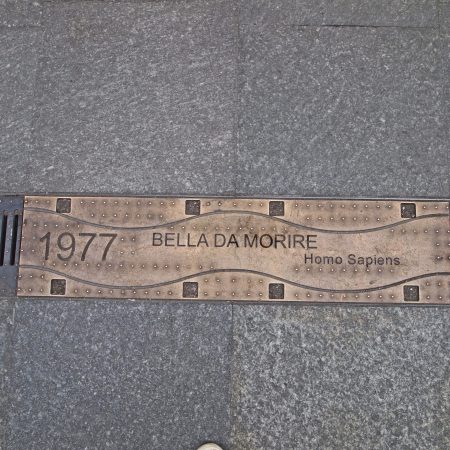 1977 BELLA DA MORIRE
Homo Sapiens